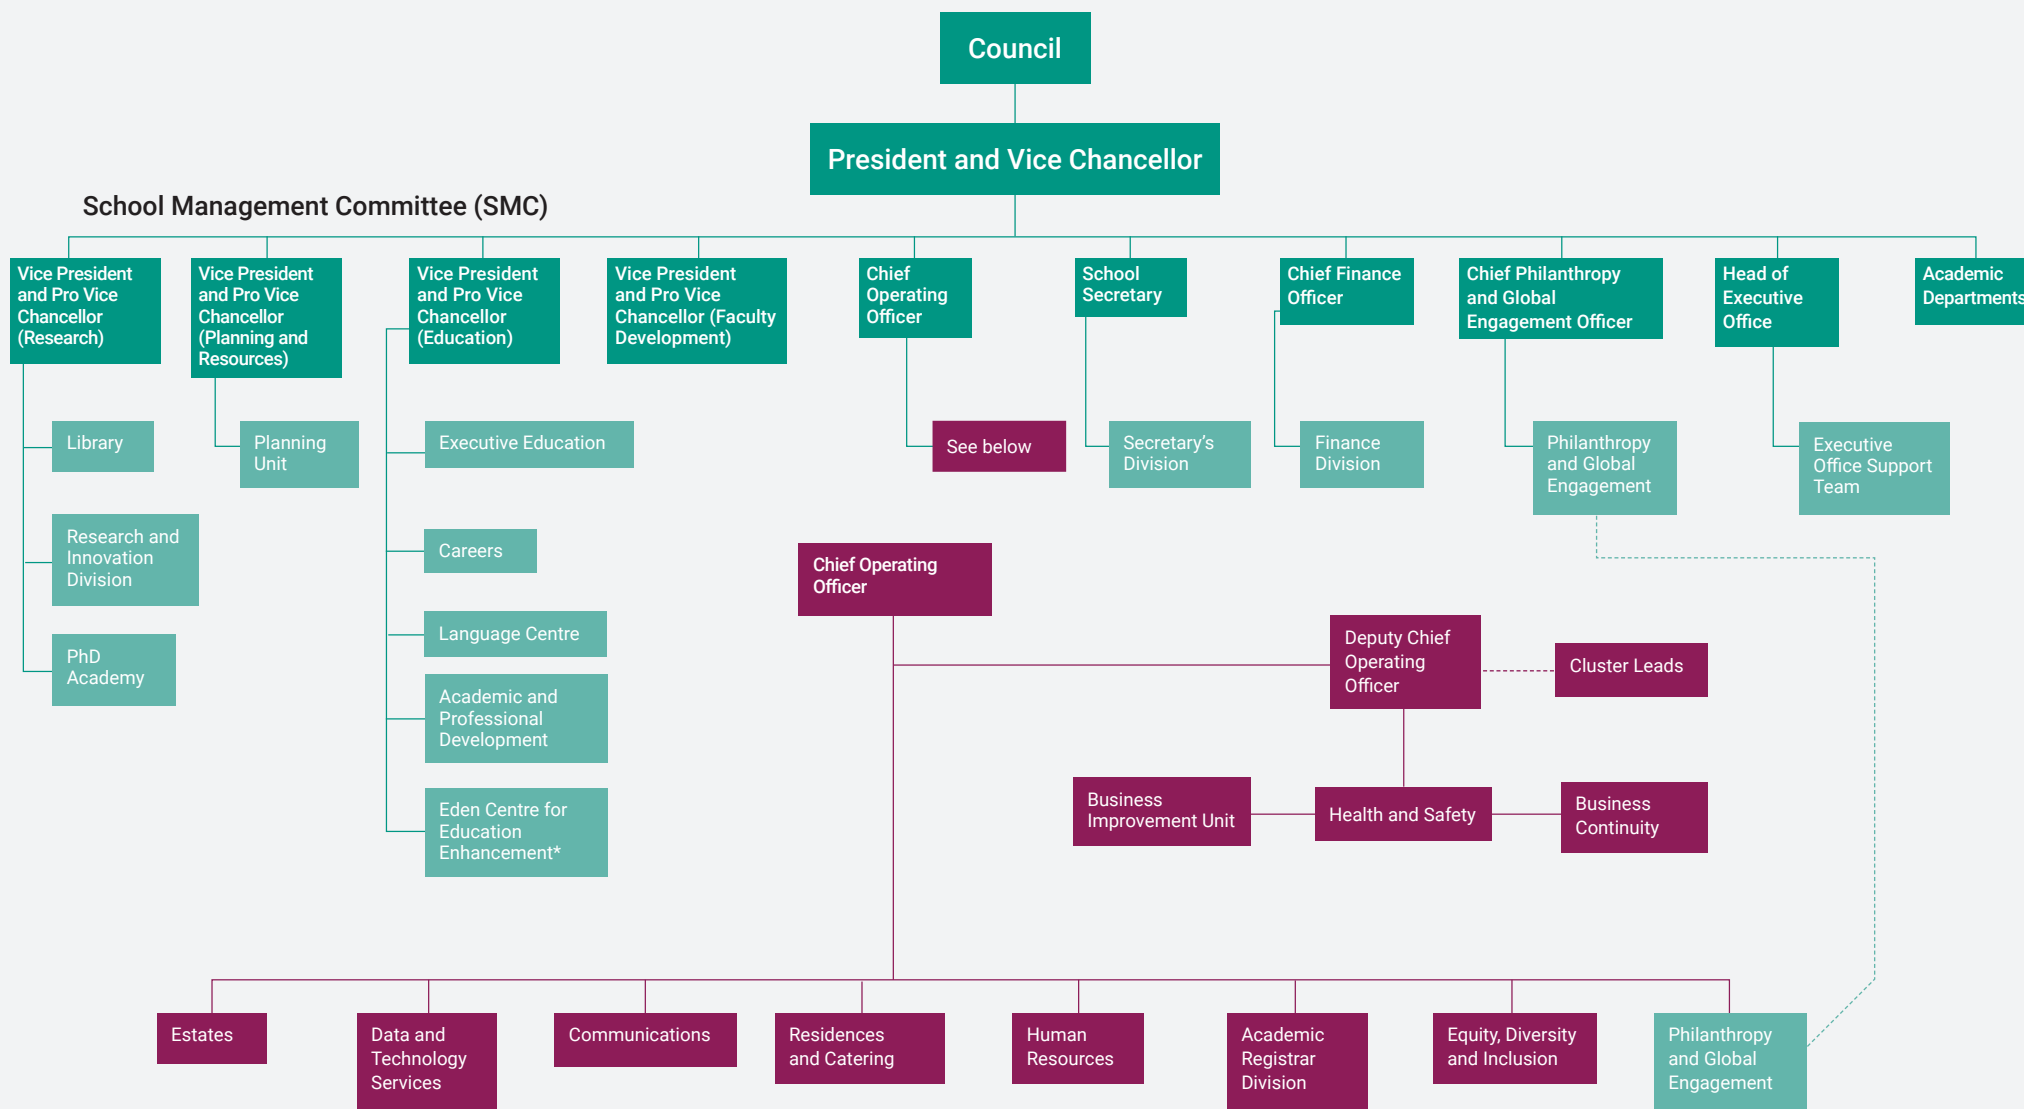 Council
President and Vice Chancellor
School Management Committee (SMC)
Vice President
and Pro Vice
Chancellor
(Research)
Vice President
and Pro Vice
Chancellor
(Planning and
Resources)
Vice President
and Pro Vice
Chancellor
(Education)
Vice President
and Pro Vice
Chancellor (Faculty
Development)
Chief
Operating
Officer
School
Secretary
Chief Finance
Officer
Chief Philanthropy
and Global
Engagement Officer
Head of
Executive
Office
Academic
Departments
Library
Research and
Innovation
Division
PhD
Academy
Planning
Unit
Executive Education
Careers
Language Centre
Academic and
Professional
Development
Eden Centre for
Education
Enhancement*
See below
Secretary's
Division
Finance
Division
Philanthropy
and Global
Engagement
Executive
Office Support
Team
Chief Operating
Officer
Deputy Chief
Operating
Officer
Cluster Leads
Business
Improvement Unit
Health and Safety
Business
Continuity
Estates
Data and
Technology
Services
Communications
Residences
and Catering
Human
Resources
Academic
Registrar
Division
Equity, Diversity
and Inclusion
Philanthropy
and Global
Engagement